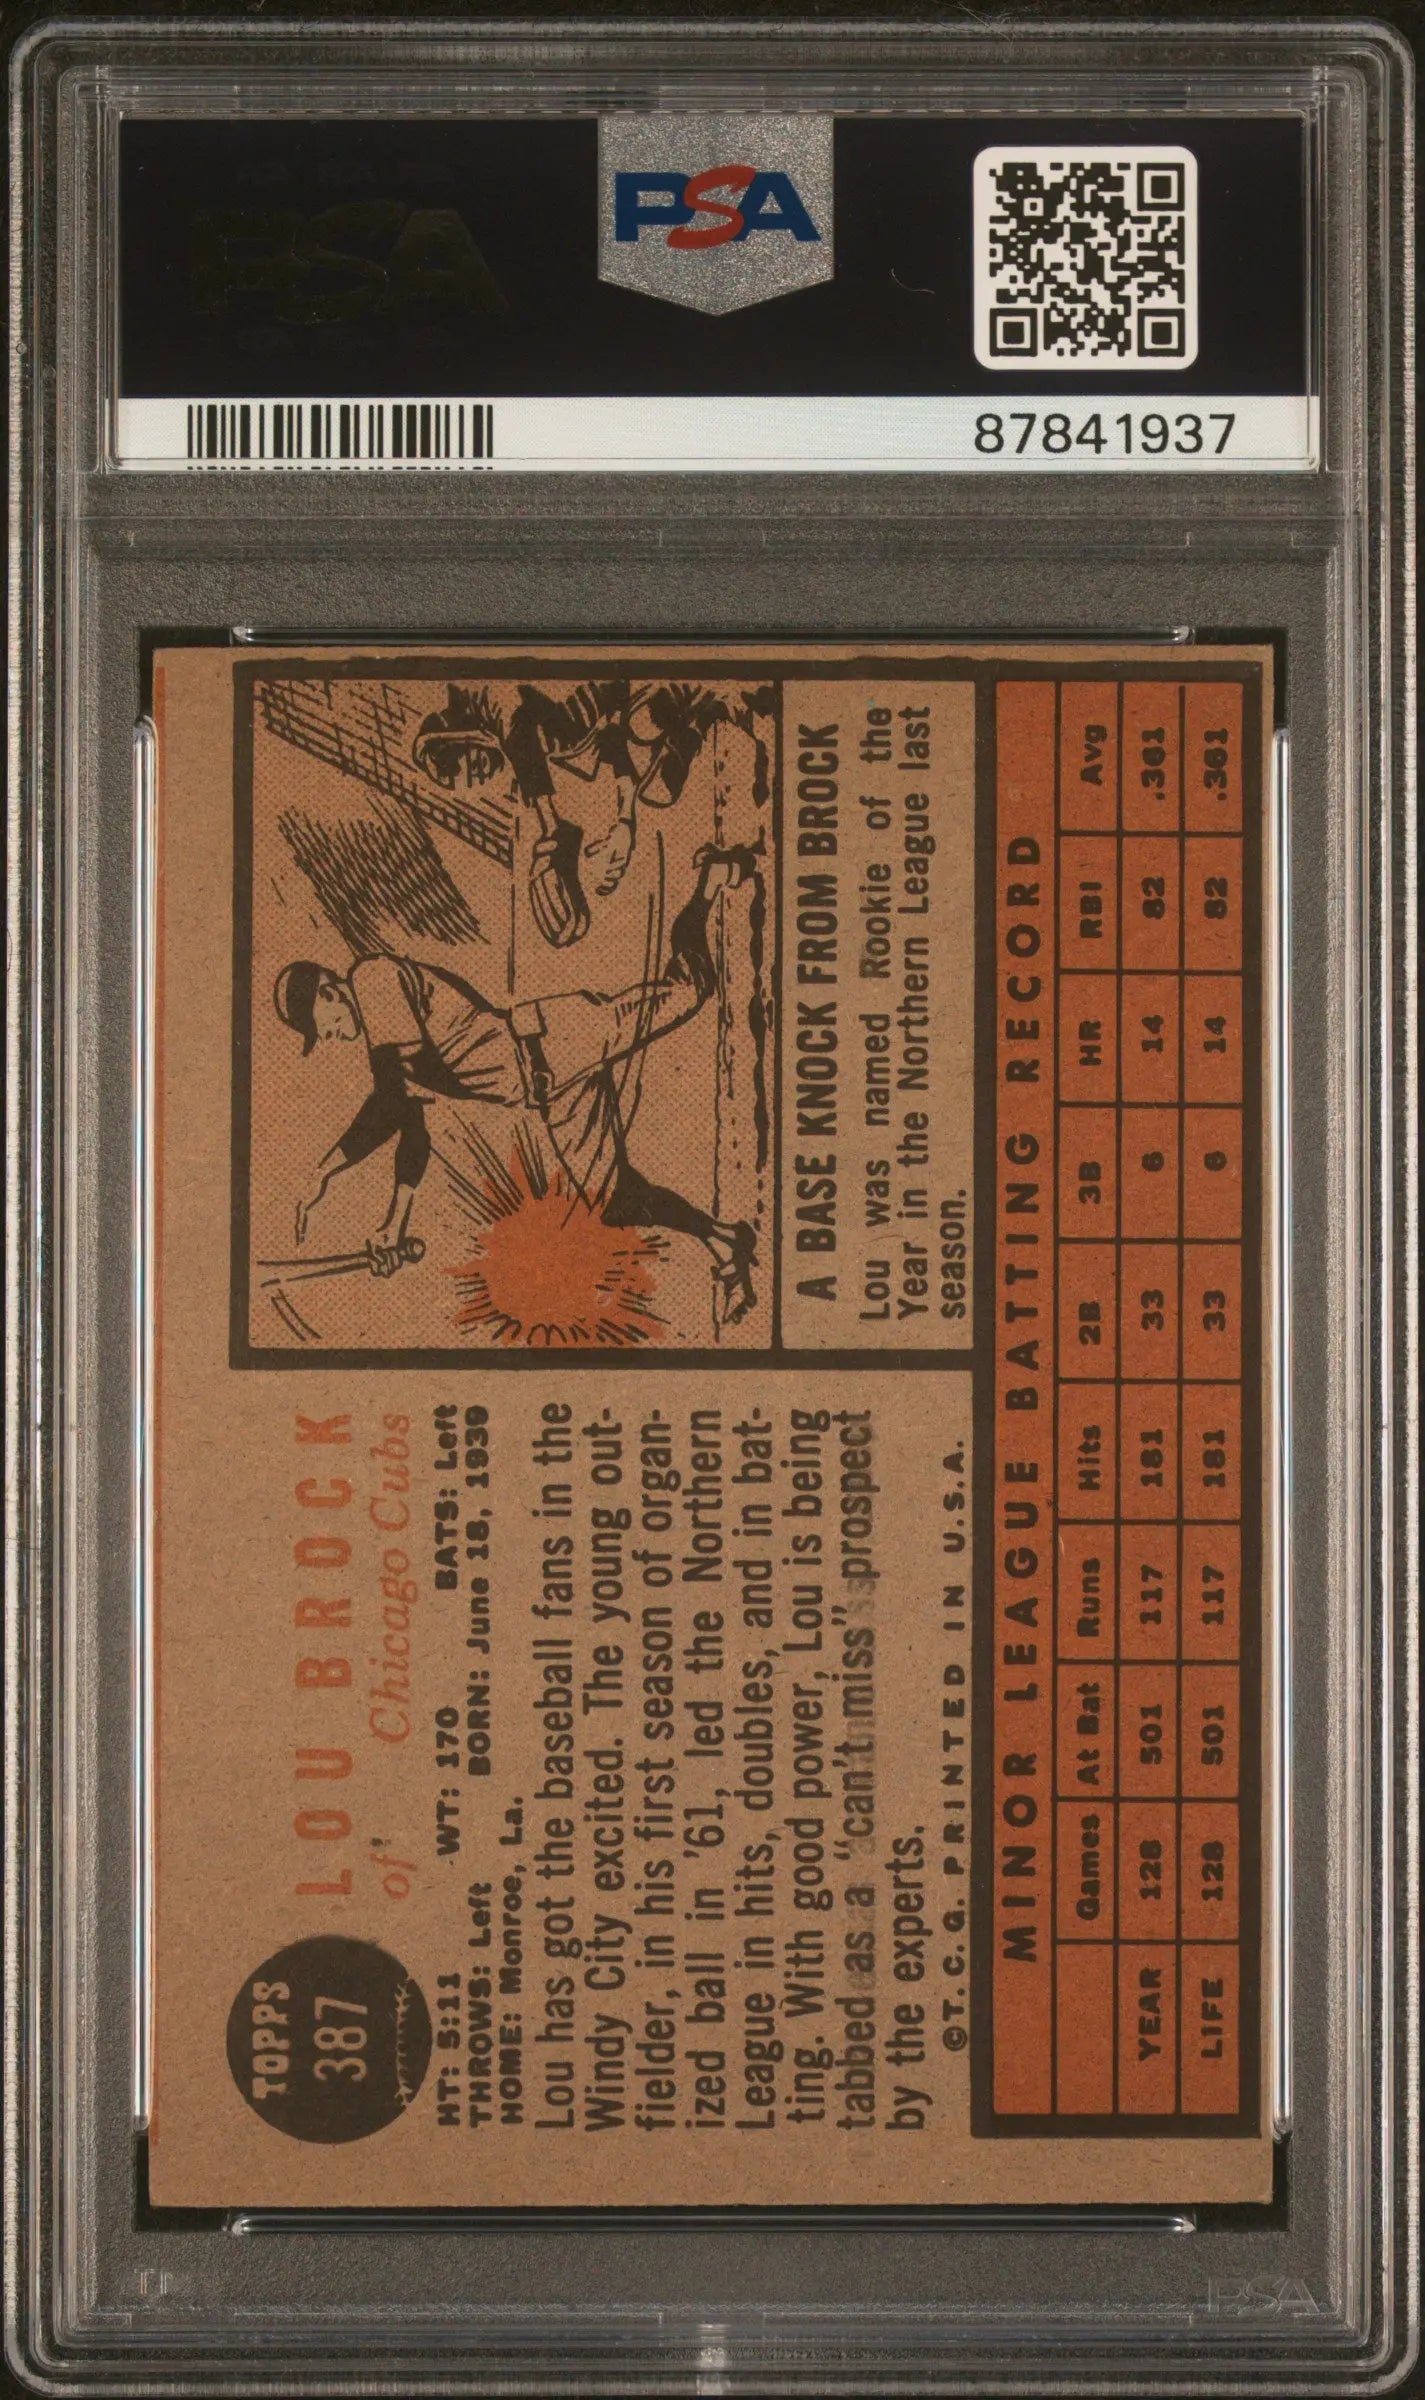 PSA
PSA
87841937
TOPPS
387
LOU BROCK
of' Chicago Cubs
HT: 5:11 WT: 170 BATS: Left
THROWS: Left BORN: June 18, 1939
HOME: Monroe, La.
Lou has got the baseball fans in the
Windy City excited. The young out-
fielder, in his first season of organ-
ized ball in '61, led the Northern
League in hits, doubles, and in bat-
ting. With good power, Lou is being
tabbed as a "can't miss" prospect
by the experts.
©T.C.G. PRINTED IN U.S.A.
A BASE KNOCK FROM BROCK
Lou was named Rookie of the
Year in the Northern League last
season.
MINOR LEAGUE BATTING RECORD
Games At Bat Runs Hits 2B 3B HR RBI Avg
YEAR 128 501 117 181 33 6 14 82 .361
LIFE 128 501 117 181 33 6 14 82 .361
PSA